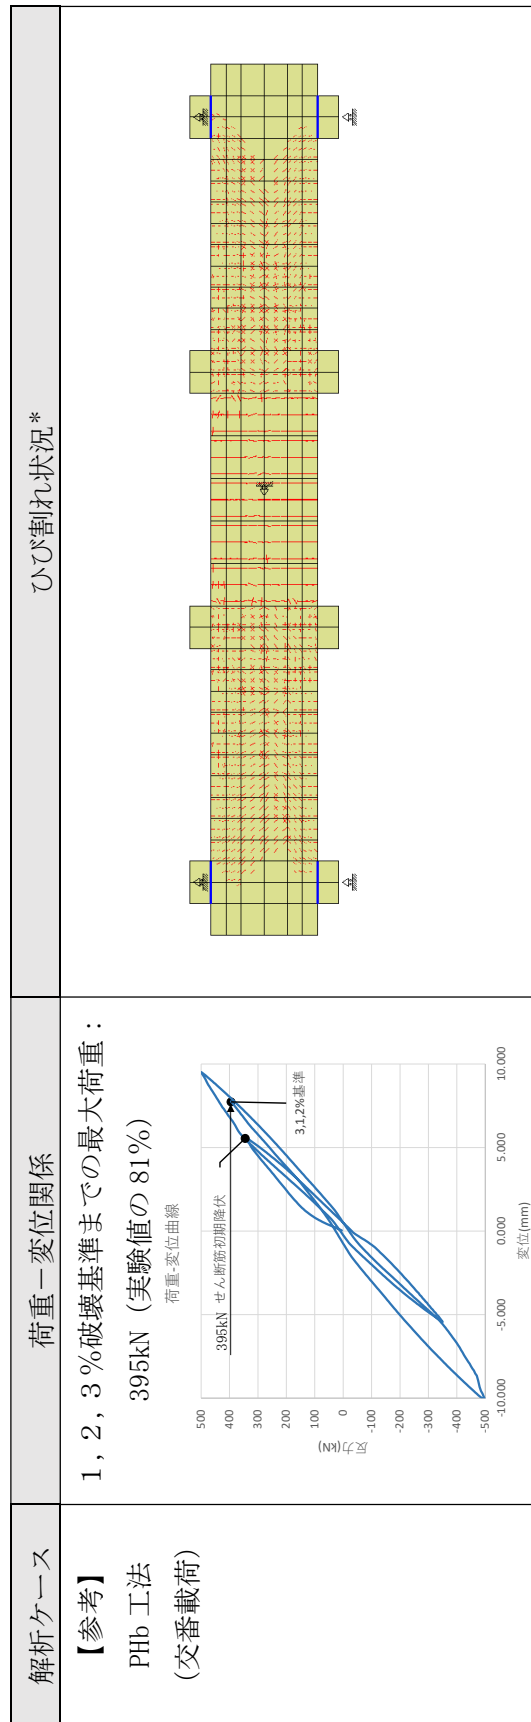 解析ケース
荷重－変位関係
ひび割れ状況*
【参考】
PHb 工法
(交番載荷)
1，2，3％破壊基準までの最大荷重：
395kN（実験値の 81%）
荷重-変位曲線
395kN せん断筋初期降伏
3,1,2%基準
反力(kN)
500
400
300
200
100
0
-100
-200
-300
-400
-500
-10.000
-5.000
0.000
5.000
10.000
変位(mm)